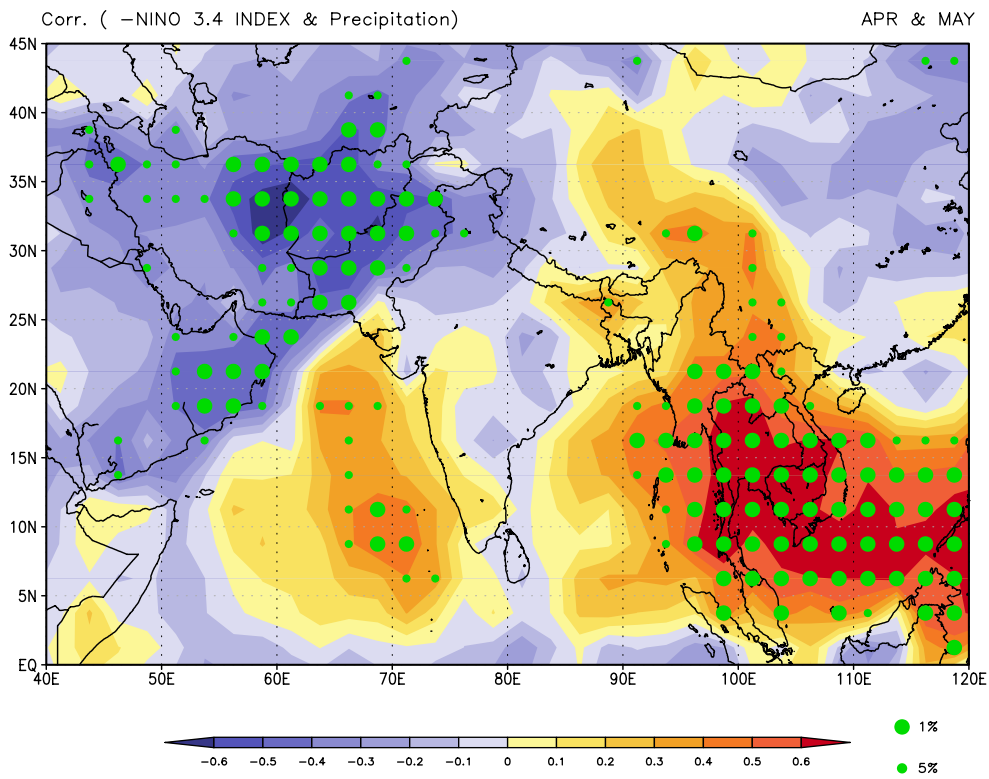 Corr. ( -NINO 3.4 INDEX & Precipitation)
APR & MAY
45N
40N
35N
30N
25N
20N
15N
10N
5N
EQ
40E 50E 60E 70E 80E 90E 100E 110E 120E
-0.6 -0.5 -0.4 -0.3 -0.2 -0.1 0 0.1 0.2 0.3 0.4 0.5 0.6
1%
5%